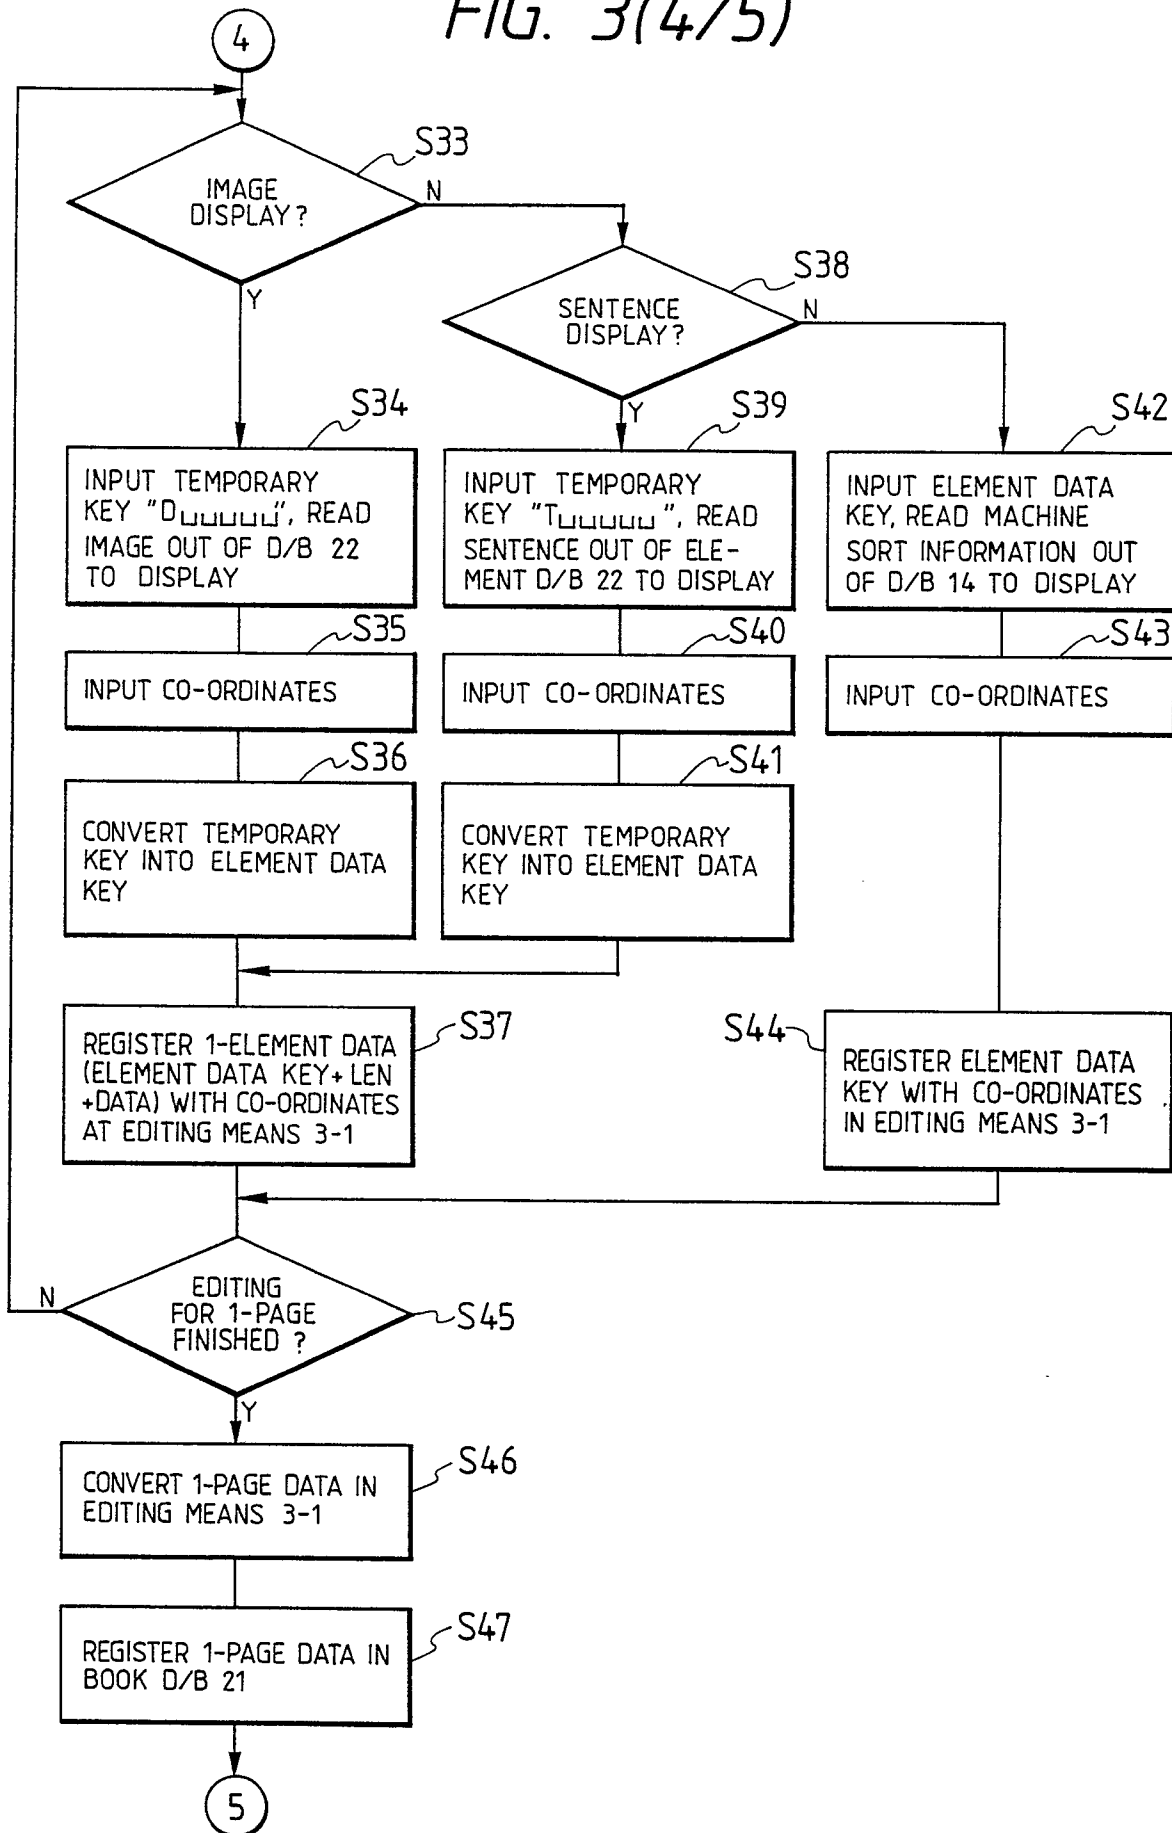 FIG. 3(4/5)
4
S33
IMAGE
DISPLAY?
N
Y
S38
SENTENCE
DISPLAY?
N
Y
S34
INPUT TEMPORARY
KEY "D␣␣␣␣␣", READ
IMAGE OUT OF D/B 22
TO DISPLAY
S39
INPUT TEMPORARY
KEY "T␣␣␣␣␣", READ
SENTENCE OUT OF ELE-
MENT D/B 22 TO DISPLAY
S42
INPUT ELEMENT DATA
KEY, READ MACHINE
SORT INFORMATION OUT
OF D/B 14 TO DISPLAY
S35
INPUT CO-ORDINATES
S40
INPUT CO-ORDINATES
S43
INPUT CO-ORDINATES
S36
CONVERT TEMPORARY
KEY INTO ELEMENT DATA
KEY
S41
CONVERT TEMPORARY
KEY INTO ELEMENT DATA
KEY
S37
REGISTER 1-ELEMENT DATA
(ELEMENT DATA KEY+LEN
+DATA) WITH CO-ORDINATES
AT EDITING MEANS 3-1
S44
REGISTER ELEMENT DATA
KEY WITH CO-ORDINATES
IN EDITING MEANS 3-1
N
EDITING
FOR 1-PAGE
FINISHED ?
S45
Y
S46
CONVERT 1-PAGE DATA IN
EDITING MEANS 3-1
S47
REGISTER 1-PAGE DATA IN
BOOK D/B 21
5